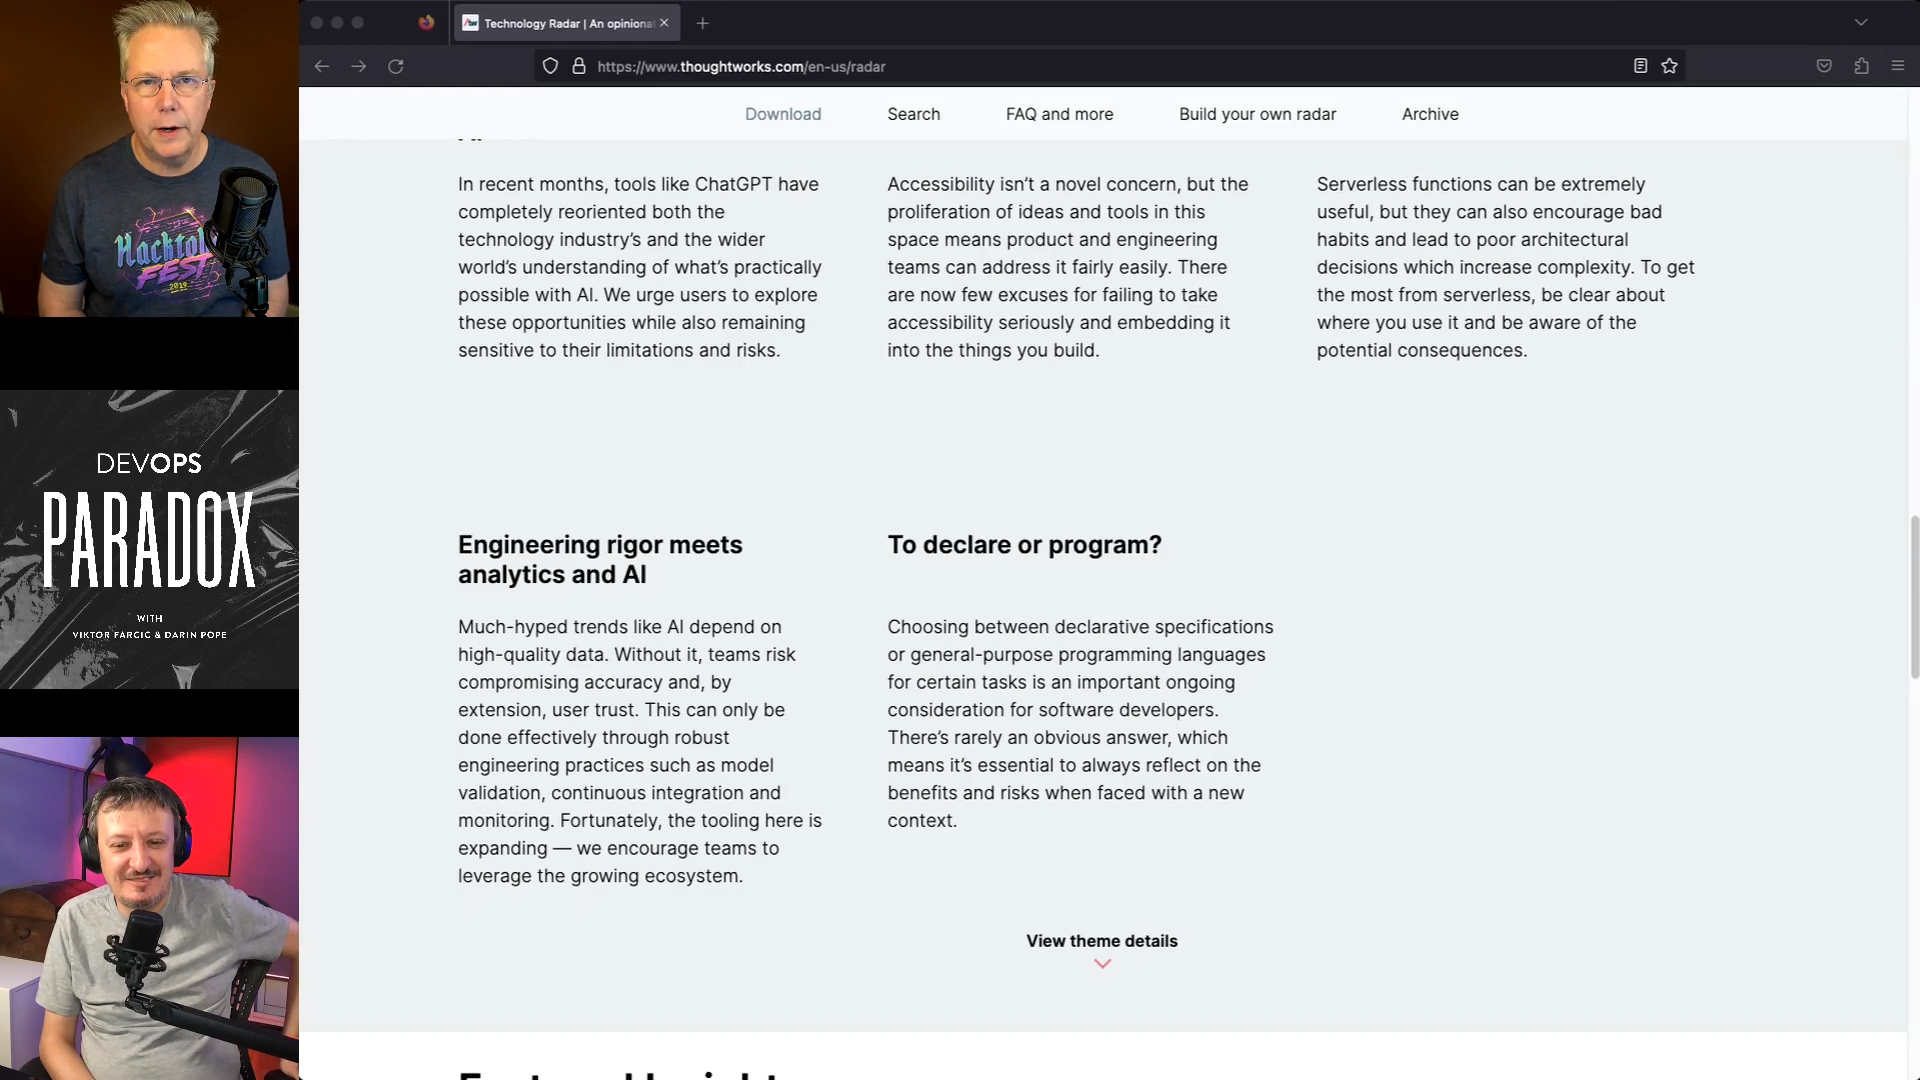 Technology Radar | An opiniona
https://www.thoughtworks.com/en-us/radar
Download
Search
FAQ and more
Build your own radar
Archive
In recent months, tools like ChatGPT have
completely reoriented both the
technology industry’s and the wider
world’s understanding of what’s practically
possible with AI. We urge users to explore
these opportunities while also remaining
sensitive to their limitations and risks.
Accessibility isn’t a novel concern, but the
proliferation of ideas and tools in this
space means product and engineering
teams can address it fairly easily. There
are now few excuses for failing to take
accessibility seriously and embedding it
into the things you build.
Serverless functions can be extremely
useful, but they can also encourage bad
habits and lead to poor architectural
decisions which increase complexity. To get
the most from serverless, be clear about
where you use it and be aware of the
potential consequences.
Engineering rigor meets
analytics and AI
Much-hyped trends like AI depend on
high-quality data. Without it, teams risk
compromising accuracy and, by
extension, user trust. This can only be
done effectively through robust
engineering practices such as model
validation, continuous integration and
monitoring. Fortunately, the tooling here is
expanding — we encourage teams to
leverage the growing ecosystem.
To declare or program?
Choosing between declarative specifications
or general-purpose programming languages
for certain tasks is an important ongoing
consideration for software developers.
There’s rarely an obvious answer, which
means it’s essential to always reflect on the
benefits and risks when faced with a new
context.
View theme details
FEST
2019
DEVOPS
PARADOX
WITH
VIKTOR FARCIC & DARIN POPE